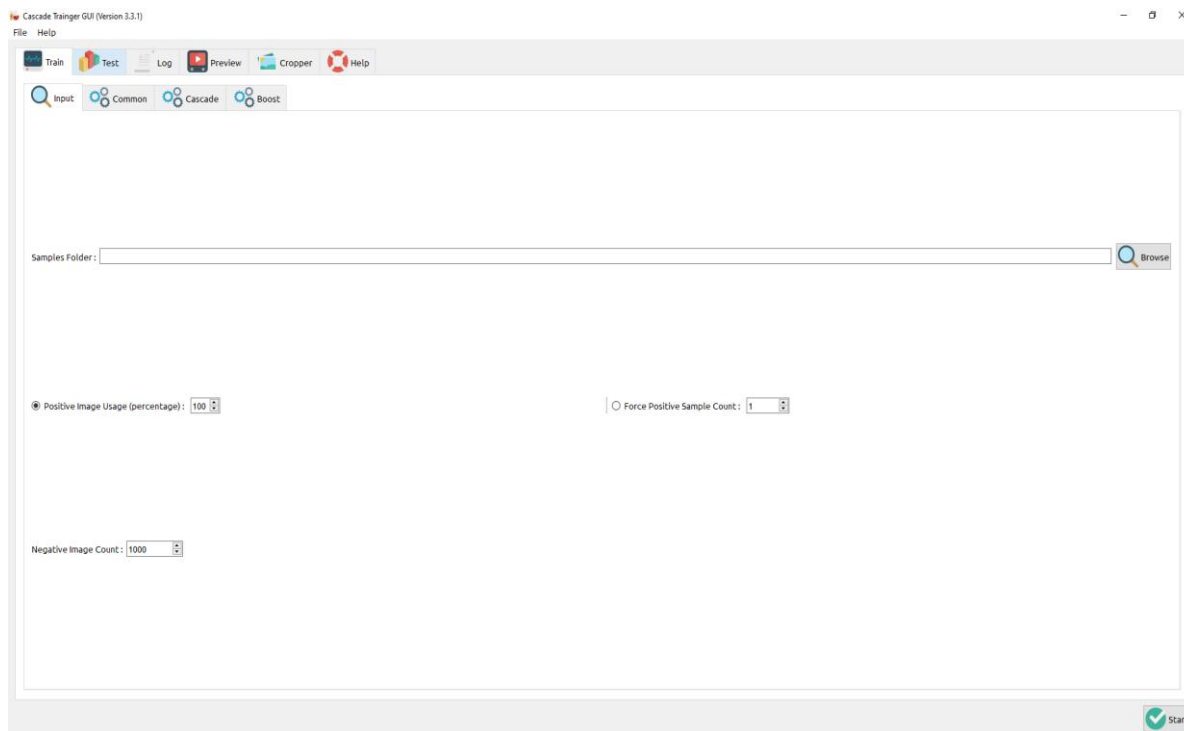 Cascade Trainger GUI (Version 3.3.1)
File Help
Train Test Log Preview Cropper Help
Input Common Cascade Boost
Samples Folder : Browse
Positive Image Usage (percentage) : 100 Force Positive Sample Count : 1
Negative Image Count : 1000
Star